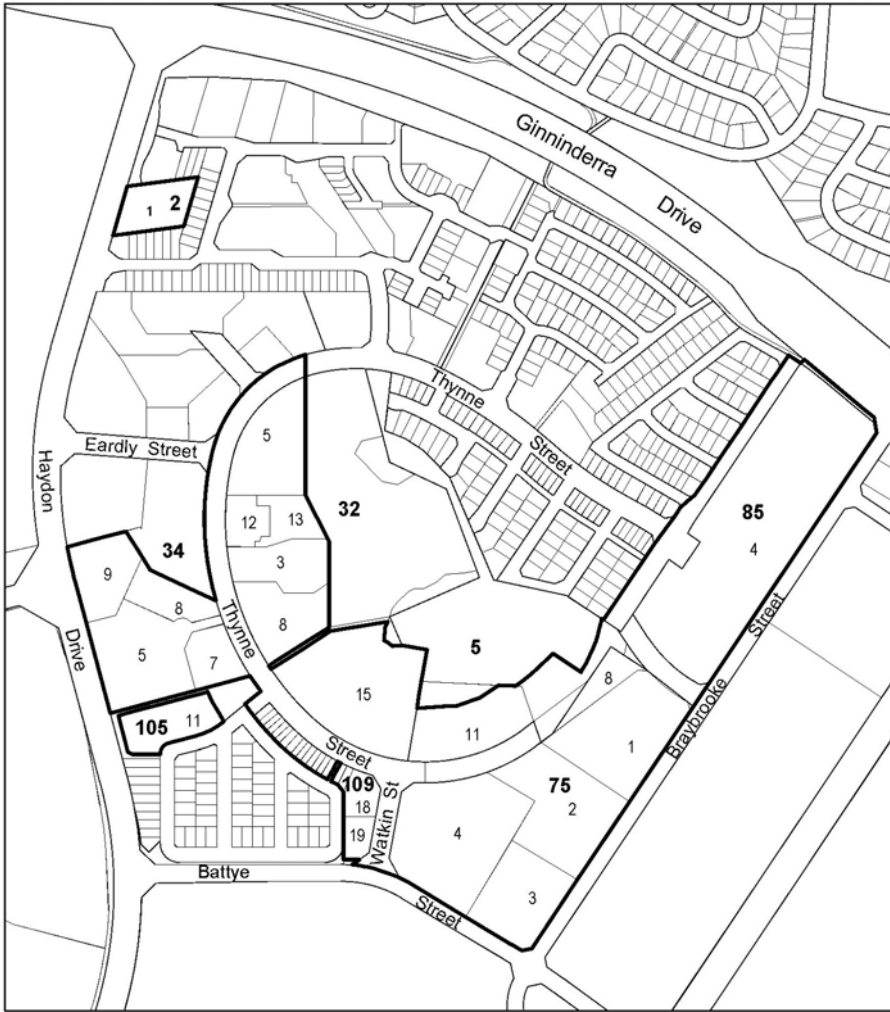 Ginninderra
Drive
1 2
Thynne
Street
5
Eardly Street
Haydon
Drive
12 13
32
85
4
34
3
9
8
8
Thynne
5
7
5
Street
Braybrooke
15
8
105 11
11
1
Street
109
18
19
Watkin St
75
2
4
3
Battye
Street